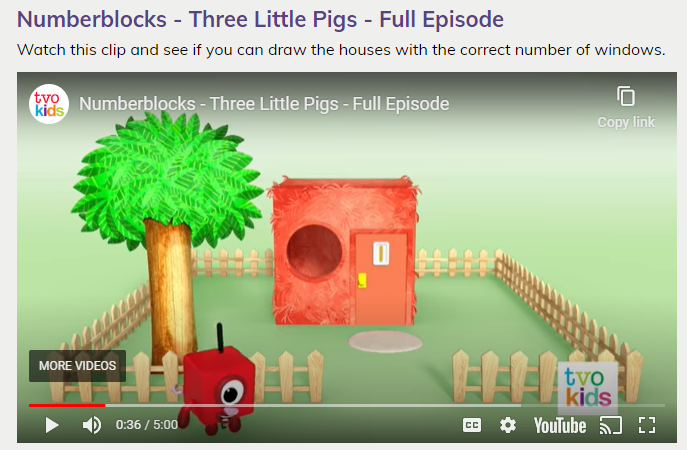 Numberblocks - Three Little Pigs - Full Episode
Watch this clip and see if you can draw the houses with the correct number of windows.
tvo
kids
Numberblocks - Three Little Pigs - Full Episode
Copy link
1
MORE VIDEOS
tvo
kids
0:36 / 5:00
CC
YouTube